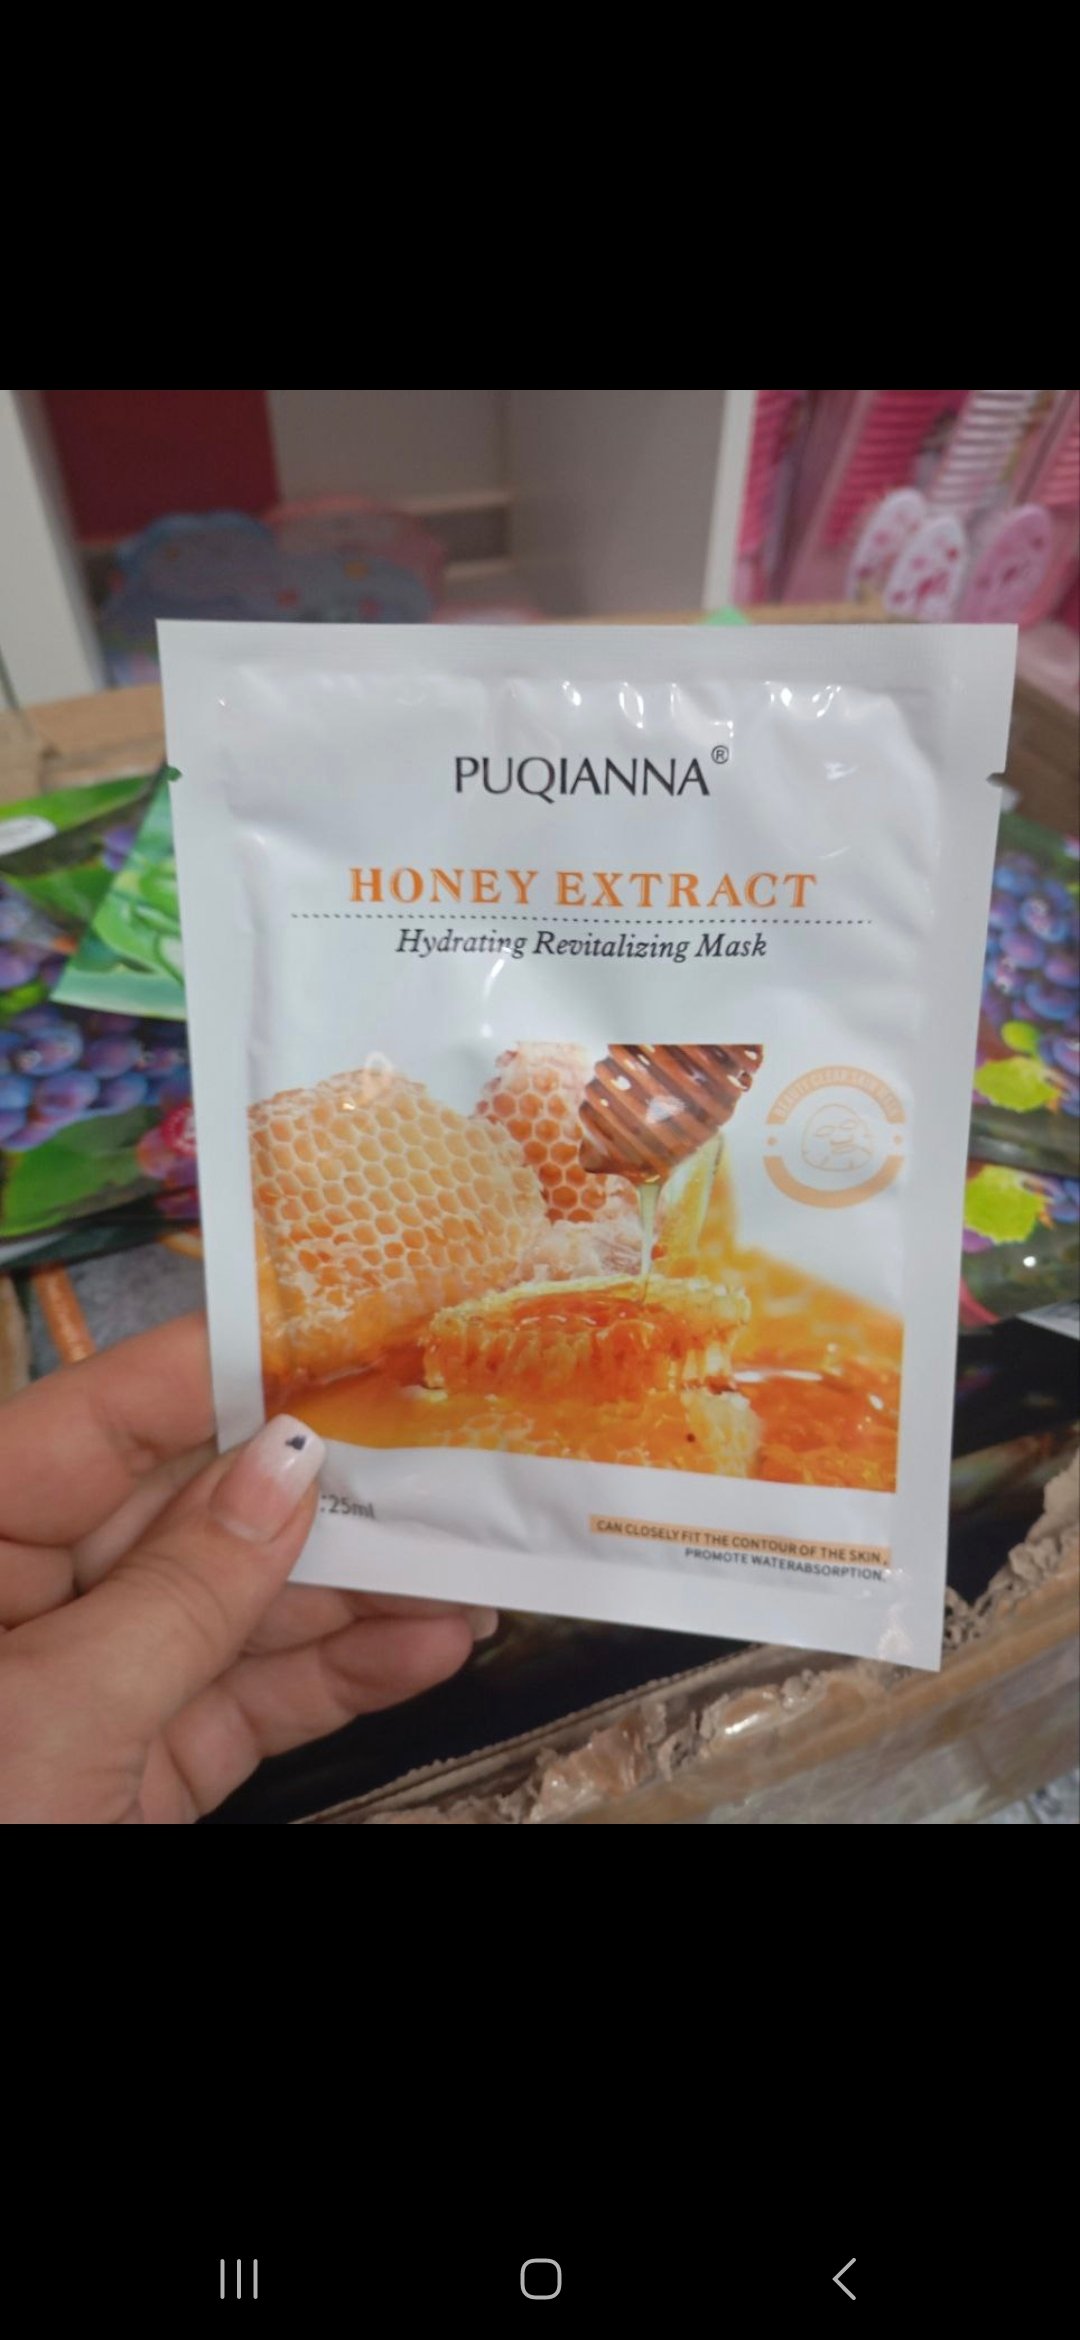 PUQIANNA®
HONEY EXTRACT
Hydrating Revitalizing Mask
:25ml
CAN CLOSELY FIT THE CONTOUR OF THE SKIN,
PROMOTE WATERABSORPTION.